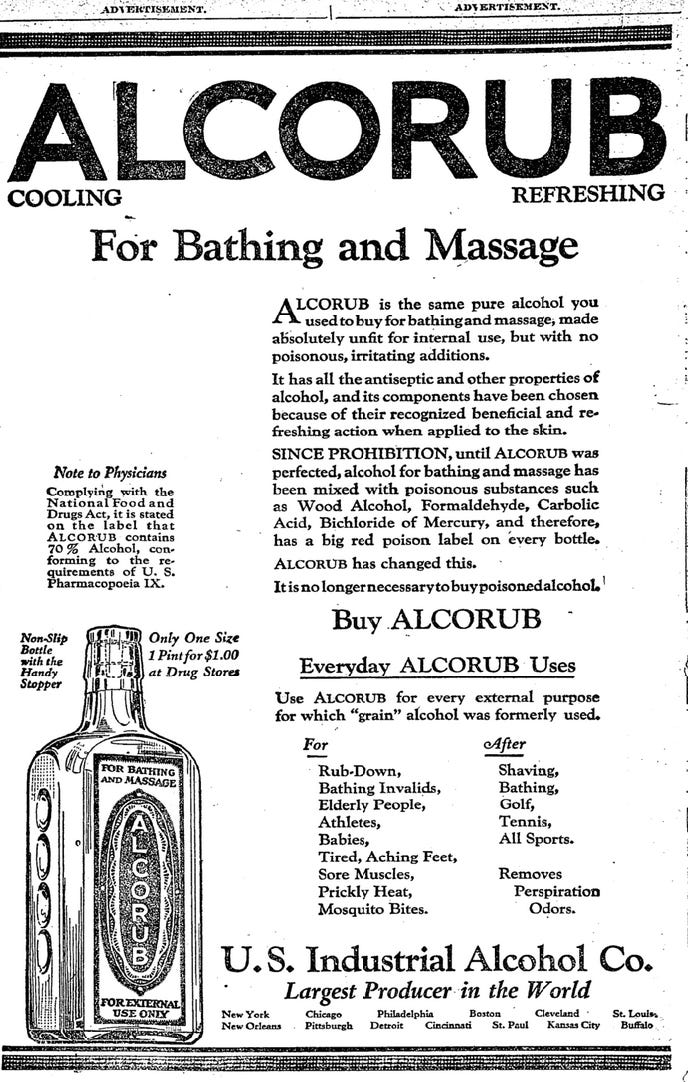 ADVERTISEMENT.
ADVERTISEMENT.
ALCORUB
COOLING
REFRESHING
For Bathing and Massage
ALCORUB is the same pure alcohol you
used to buy for bathing and massage, made
absolutely unfit for internal use, but with no
poisonous, irritating additions.
It has all the antiseptic and other properties of
alcohol, and its components have been chosen
because of their recognized beneficial and re-
freshing action when applied to the skin.
SINCE PROHIBITION, until ALCORUB was
perfected, alcohol for bathing and massage has
been mixed with poisonous substances such
as Wood Alcohol, Formaldehyde, Carbolic
Acid, Bichloride of Mercury, and therefore,
has a big red poison label on every bottle.
ALCORUB has changed this.
It is no longer necessary to buy poisoned alcohol.
Note to Physicians
Complying with the
National Food and
Drugs Act, it is stated
on the label that
ALCORUB contains
70% Alcohol, con-
forming to the re-
quirements of U. S.
Pharmacopoeia IX.
Buy ALCORUB
Non-Slip
Bottle
with the
Handy
Stopper
Only One Size
1 Pint for $1.00
at Drug Stores
Everyday ALCORUB Uses
Use ALCORUB for every external purpose
for which "grain" alcohol was formerly used.
For
Rub-Down,
Bathing Invalids,
Elderly People,
Athletes,
Babies,
Tired, Aching Feet,
Sore Muscles,
Prickly Heat,
Mosquito Bites.
After
Shaving,
Bathing,
Golf,
Tennis,
All Sports.
Removes
Perspiration
Odors.
FOR BATHING
AND MASSAGE
ALCORUB
FOR EXTERNAL
USE ONLY
U.S. Industrial Alcohol Co.
Largest Producer in the World
New York Chicago Philadelphia Boston Cleveland St. Louis
New Orleans Pittsburgh Detroit Cincinnati St. Paul Kansas City Buffalo